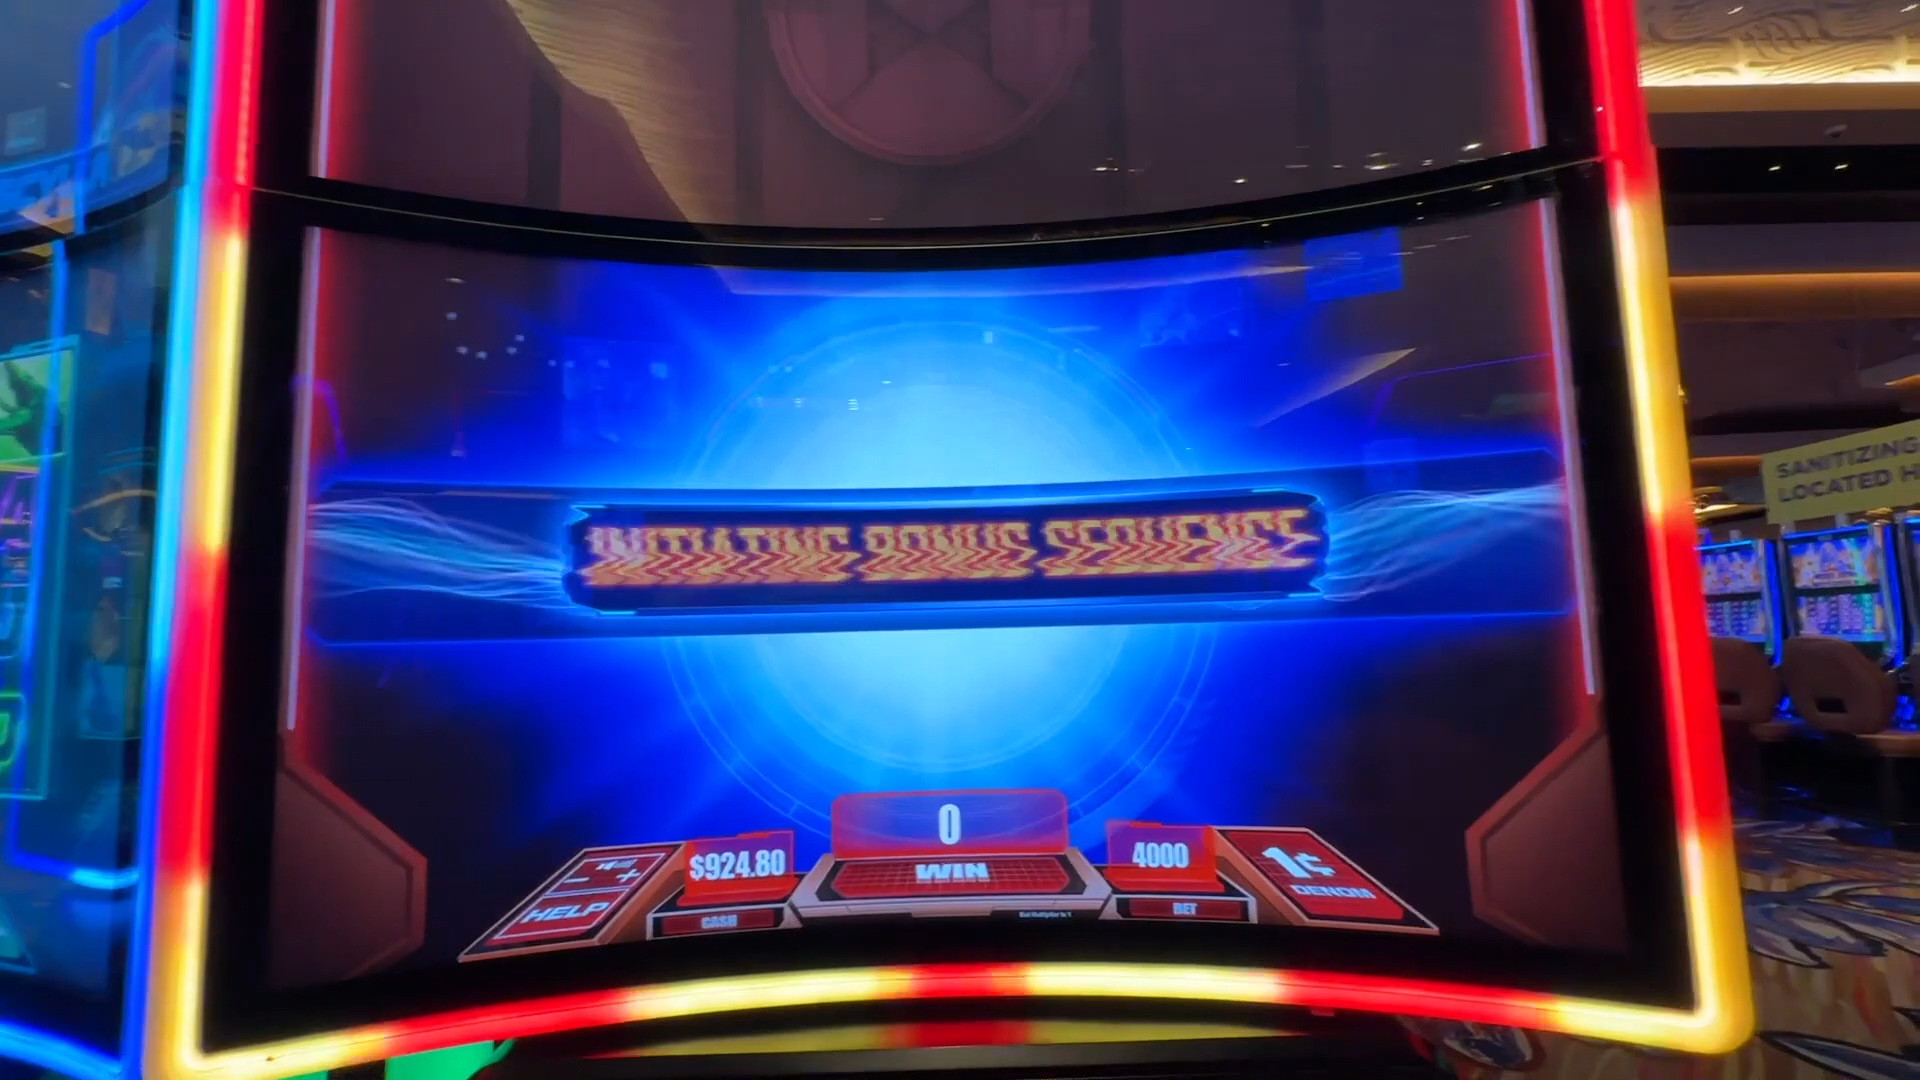 INITIATING BONUS SEQUENCE
0
WIN
$924.80
CASH
4000
BET
1¢
DENOM
- +
HELP
SANITIZING
LOCATED H